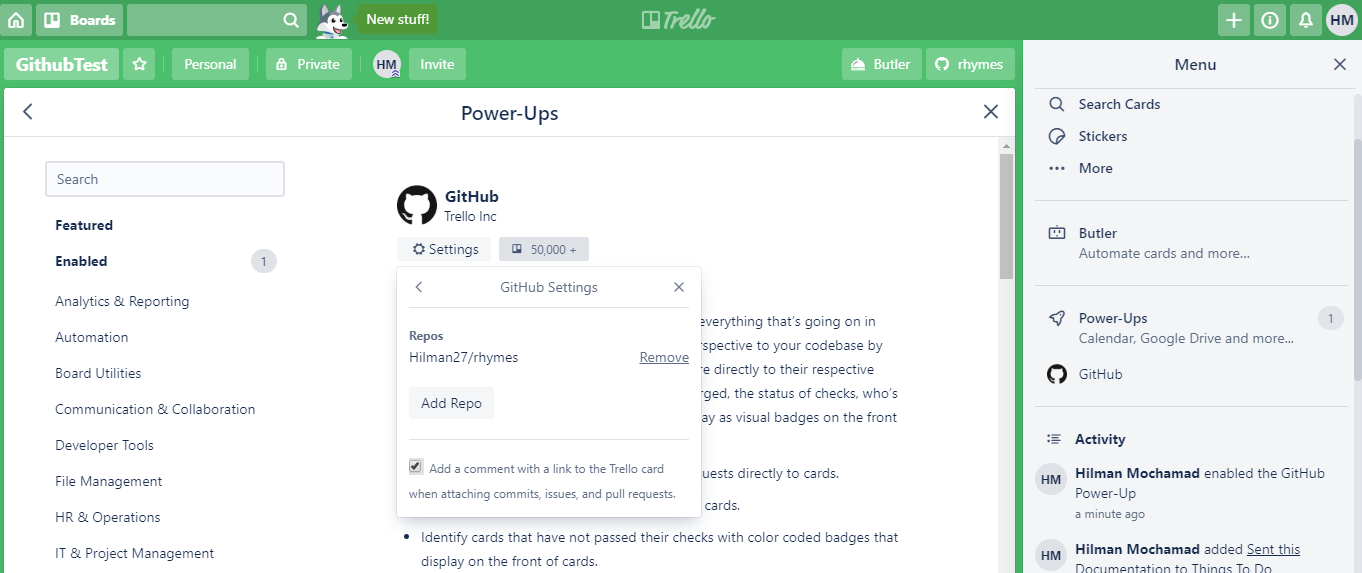 Boards
New stuff!
Trello
HM
GithubTest
Personal
Private
HM
Invite
Butler
rhymes
Power-Ups
Search
Featured
Enabled 1
Analytics & Reporting
Automation
Board Utilities
Communication & Collaboration
Developer Tools
File Management
HR & Operations
IT & Project Management
GitHub
Trello Inc
Settings
50,000 +
GitHub Settings
Repos
Hilman27/rhymes Remove
Add Repo
Add a comment with a link to the Trello card
when attaching commits, issues, and pull requests.
everything that's going on in
spective to your codebase by
re directly to their respective
rged, the status of checks, who's
ay as visual badges on the front
uests directly to cards.
cards.
• Identify cards that have not passed their checks with color coded badges that
display on the front of cards.
Menu
Search Cards
Stickers
More
Butler
Automate cards and more...
Power-Ups 1
Calendar, Google Drive and more...
GitHub
Activity
HM
Hilman Mochamad enabled the GitHub
Power-Up
a minute ago
HM
Hilman Mochamad added Sent this
Documentation to Things To Do